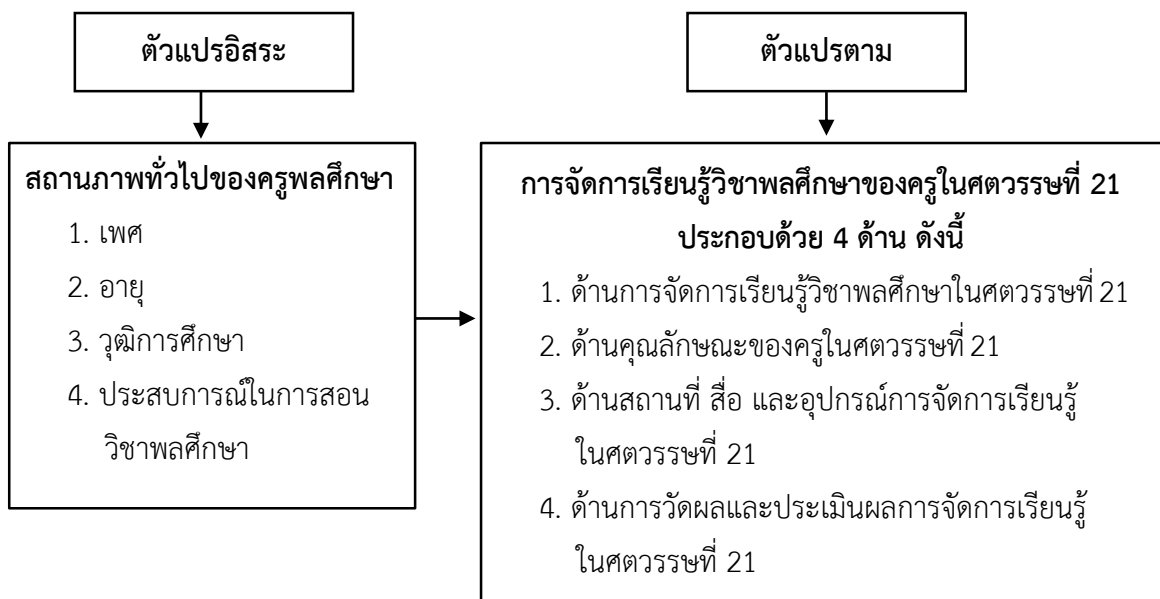 ตัวแปรอิสระ
ตัวแปรตาม
สถานภาพทั่วไปของครูพลศึกษา
1. เพศ
2. อายุ
3. วุฒิการศึกษา
4. ประสบการณ์ในการสอน
วิชาพลศึกษา
การจัดการเรียนรู้วิชาพลศึกษาของครูในศตวรรษที่ 21
ประกอบด้วย 4 ด้าน ดังนี้
1. ด้านการจัดการเรียนรู้วิชาพลศึกษาในศตวรรษที่ 21
2. ด้านคุณลักษณะของครูในศตวรรษที่ 21
3. ด้านสถานที่ สื่อ และอุปกรณ์การจัดการเรียนรู้
ในศตวรรษที่ 21
4. ด้านการวัดผลและประเมินผลการจัดการเรียนรู้
ในศตวรรษที่ 21